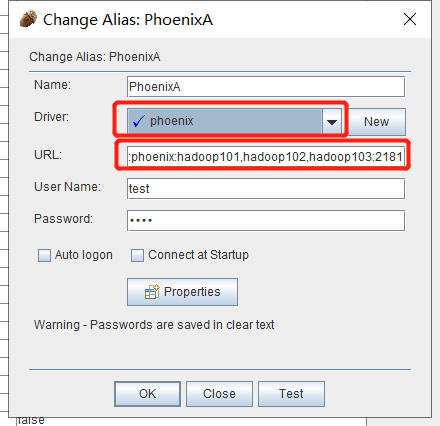 Change Alias: PhoenixA
Change Alias: PhoenixA
Name: PhoenixA
Driver: phoenix New
URL: :phoenix:hadoop101,hadoop102,hadoop103:2181
User Name: test
Password: ••••
Auto logon Connect at Startup
Properties
Warning - Passwords are saved in clear text
OK Close Test
false